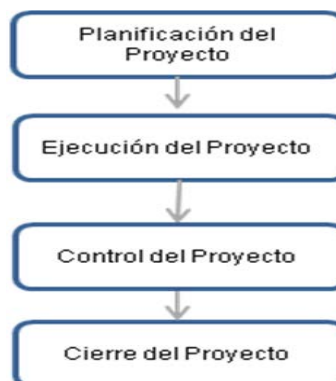 Planificación del
Proyecto
Ejecución del Proyecto
Control del Proyecto
Cierre del Proyecto